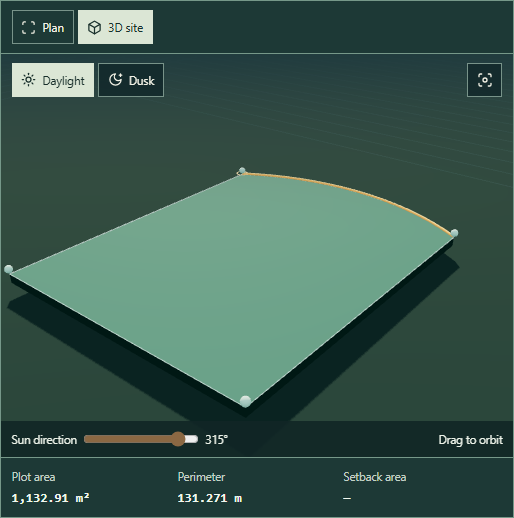 Plan 3D site
Daylight Dusk
Sun direction 315° Drag to orbit
Plot area Perimeter Setback area
1,132.91 m² 131.271 m —